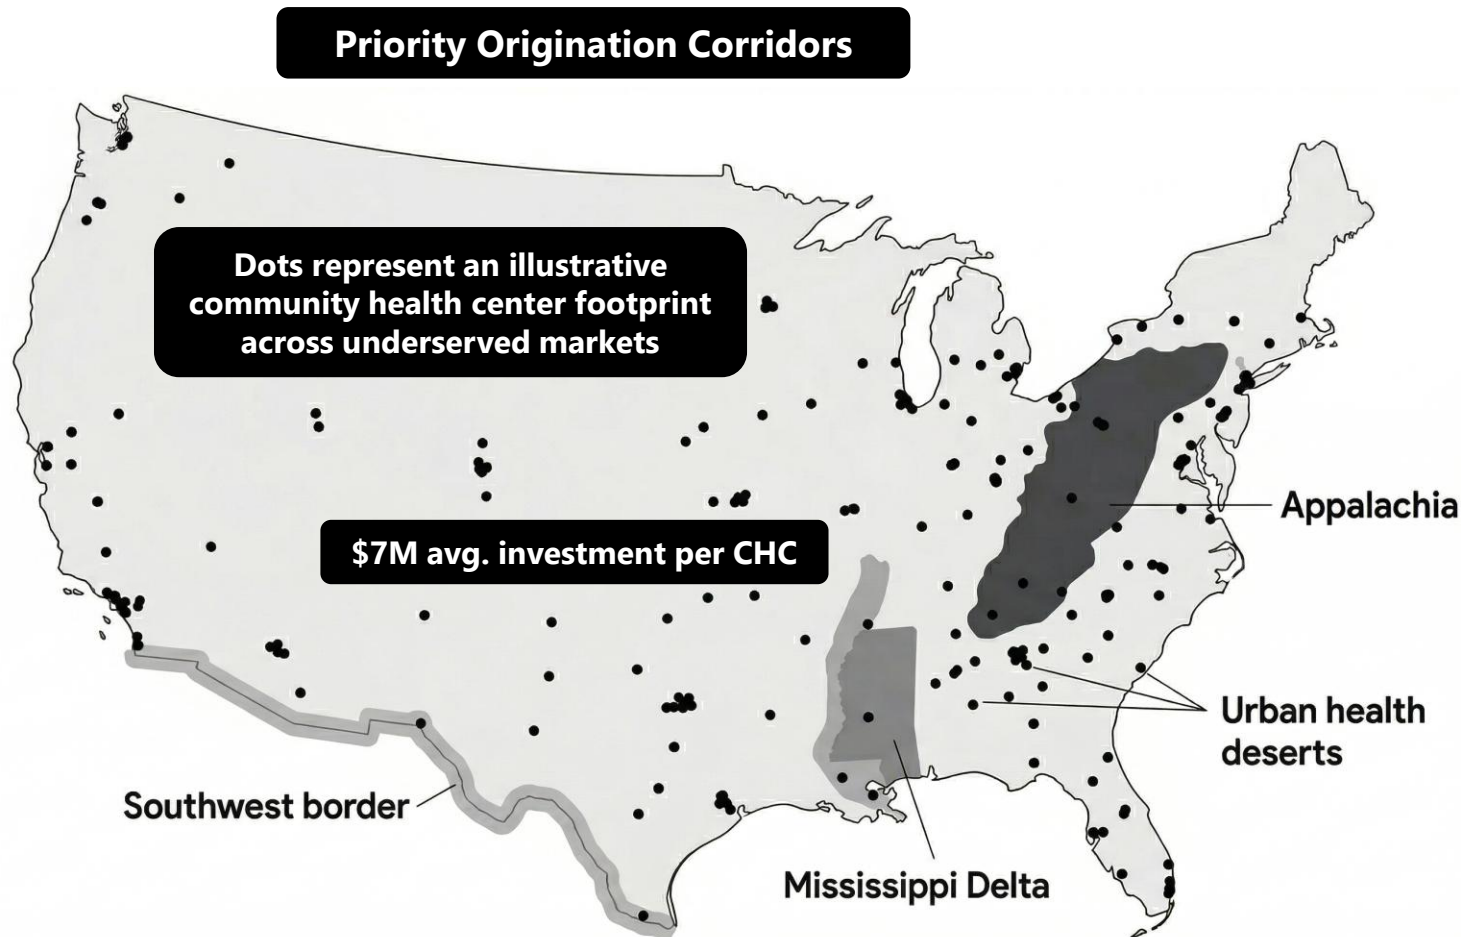 Priority Origination Corridors
Dots represent an illustrative
community health center footprint
across underserved markets
$7M avg. investment per CHC
Appalachia
Urban health
deserts
Southwest border
Mississippi Delta